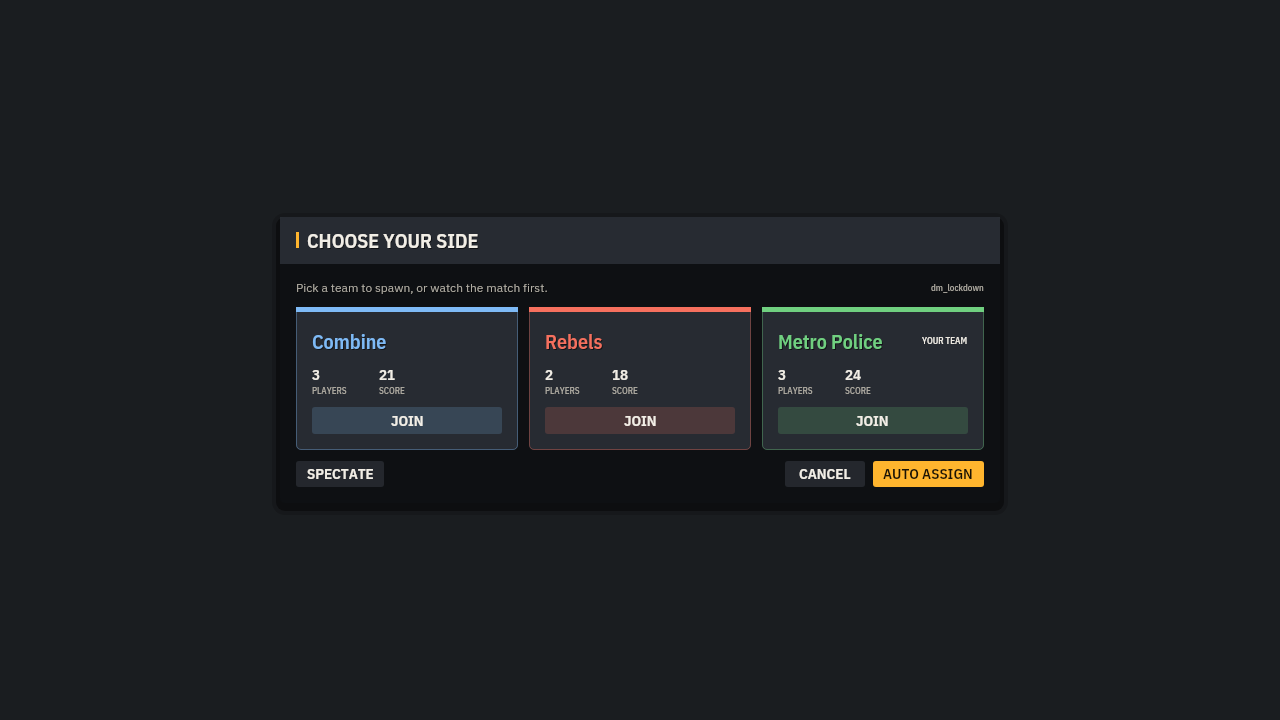 CHOOSE YOUR SIDE
Pick a team to spawn, or watch the match first.
dm_lockdown
Combine
3
21
PLAYERS
SCORE
JOIN
Rebels
2
18
PLAYERS
SCORE
JOIN
Metro Police
YOUR TEAM
3
24
PLAYERS
SCORE
JOIN
SPECTATE
CANCEL
AUTO ASSIGN